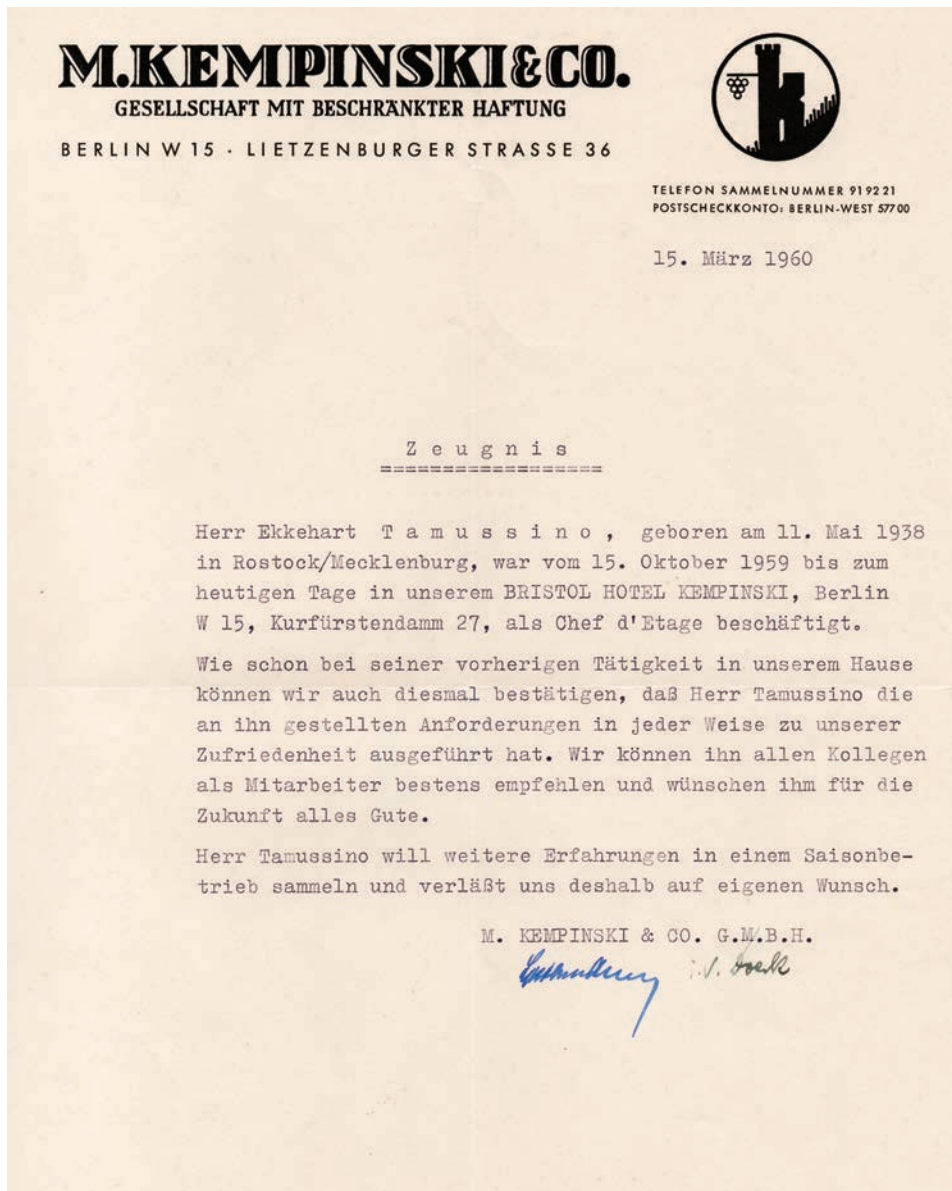 M. KEMPINSKI & CO.
GESELLSCHAFT MIT BESCHRÄNKTER HAFTUNG
BERLIN W 15 · LIETZENBURGER STRASSE 36
TELEFON SAMMELNUMMER 91 92 21
POSTSCHECKKONTO: BERLIN-WEST 577 00
15. März 1960
Z e u g n i s
==================
Herr Ekkehart T a m u s s i n o , geboren am 11. Mai 1938
in Rostock/Mecklenburg, war vom 15. Oktober 1959 bis zum
heutigen Tage in unserem BRISTOL HOTEL KEMPINSKI, Berlin
W 15, Kurfürstendamm 27, als Chef d'Etage beschäftigt.
Wie schon bei seiner vorherigen Tätigkeit in unserem Hause
können wir auch diesmal bestätigen, daß Herr Tamussino die
an ihn gestellten Anforderungen in jeder Weise zu unserer
Zufriedenheit ausgeführt hat. Wir können ihn allen Kollegen
als Mitarbeiter bestens empfehlen und wünschen ihm für die
Zukunft alles Gute.
Herr Tamussino will weitere Erfahrungen in einem Saisonbe-
trieb sammeln und verläßt uns deshalb auf eigenen Wunsch.
M. KEMPINSKI & CO. G.M.B.H.